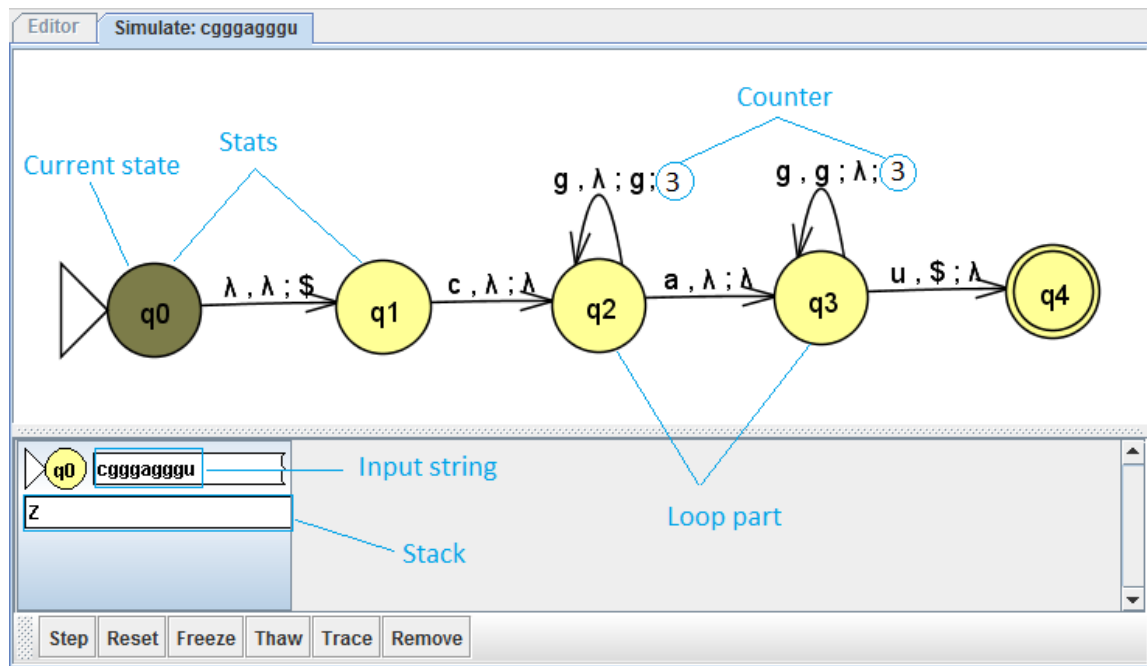 Editor Simulate: cgggagggu
Counter
Stats
Current state
g , λ ; g; 3
g , g ; λ; 3
λ , λ ; $
c , λ ; λ
a , λ ; λ
u , $ ; λ
q0
q1
q2
q3
q4
q0 cgggagggu
Input string
Z
Loop part
Stack
Step Reset Freeze Thaw Trace Remove